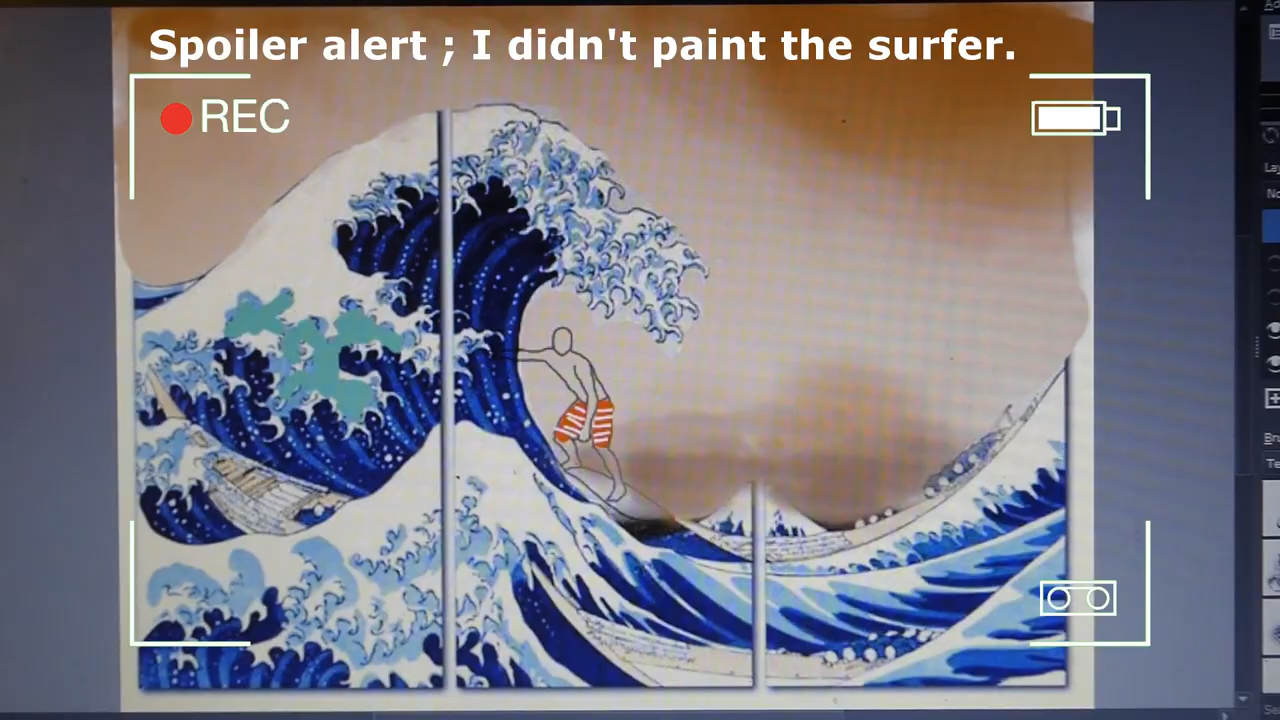 Spoiler alert ; I didn't paint the surfer.
REC